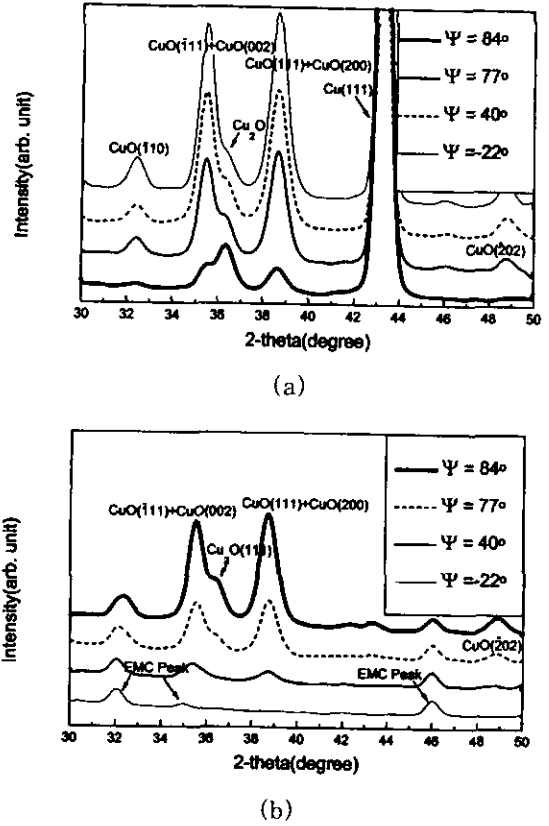 CuO(1̄11)+CuO(002)
CuO(111)+CuO(200)
Cu(111)
Cu₂O
CuO(1̄10)
CuO(2̄02)
Ψ = 84°
Ψ = 77°
Ψ = 40°
Ψ = -22°
Intensity(arb. unit)
30 32 34 36 38 40 42 44 46 48 50
2-theta(degree)
(a)
CuO(1̄11)+CuO(002)
CuO(111)+CuO(200)
Cu₂O(111)
CuO(2̄02)
EMC Peak
EMC Peak
Ψ = 84°
Ψ = 77°
Ψ = 40°
Ψ = -22°
Intensity(arb. unit)
30 32 34 36 38 40 42 44 46 48 50
2-theta(degree)
(b)